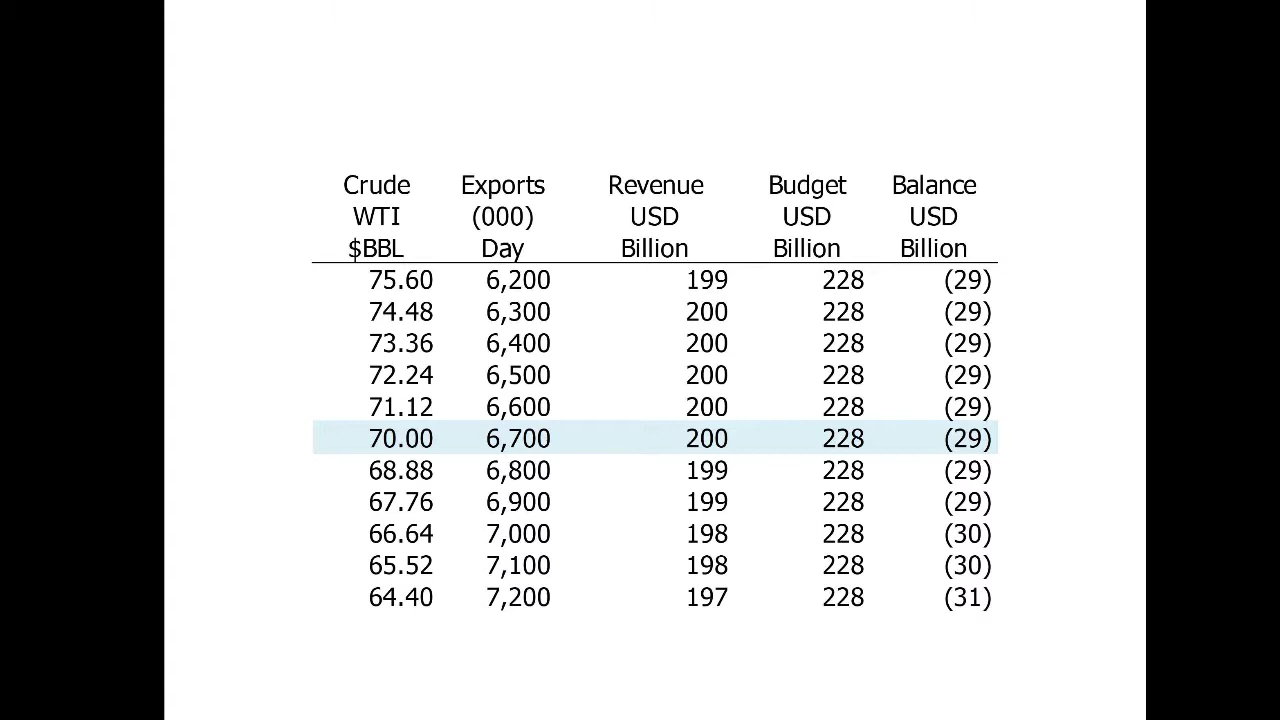 Crude Exports Revenue Budget Balance
WTI (000) USD USD USD
$BBL Day Billion Billion Billion
75.60 6,200 199 228 (29)
74.48 6,300 200 228 (29)
73.36 6,400 200 228 (29)
72.24 6,500 200 228 (29)
71.12 6,600 200 228 (29)
70.00 6,700 200 228 (29)
68.88 6,800 199 228 (29)
67.76 6,900 199 228 (29)
66.64 7,000 198 228 (30)
65.52 7,100 198 228 (30)
64.40 7,200 197 228 (31)